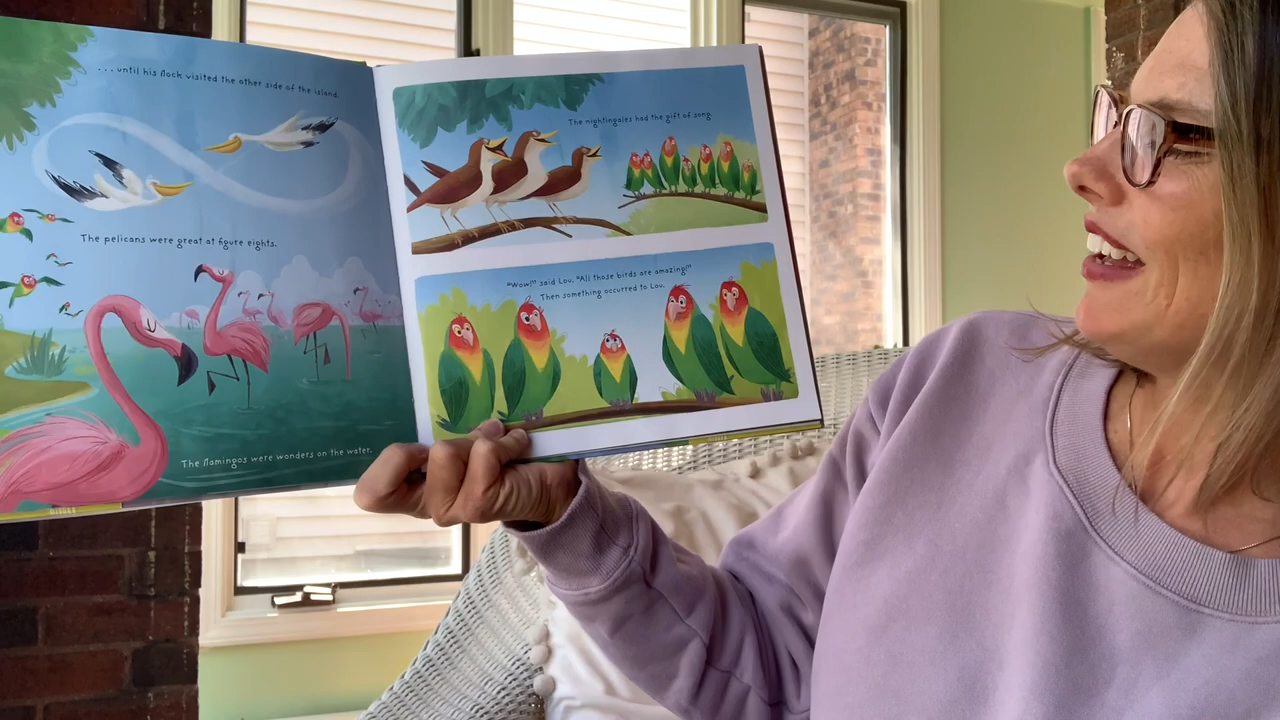 . . . until his flock visited the other side of the island.
The pelicans were great at figure eights.
The flamingos were wonders on the water.
The nightingales had the gift of song.
"Wow!" said Lou. "All those birds are amazing!"
Then something occurred to Lou.